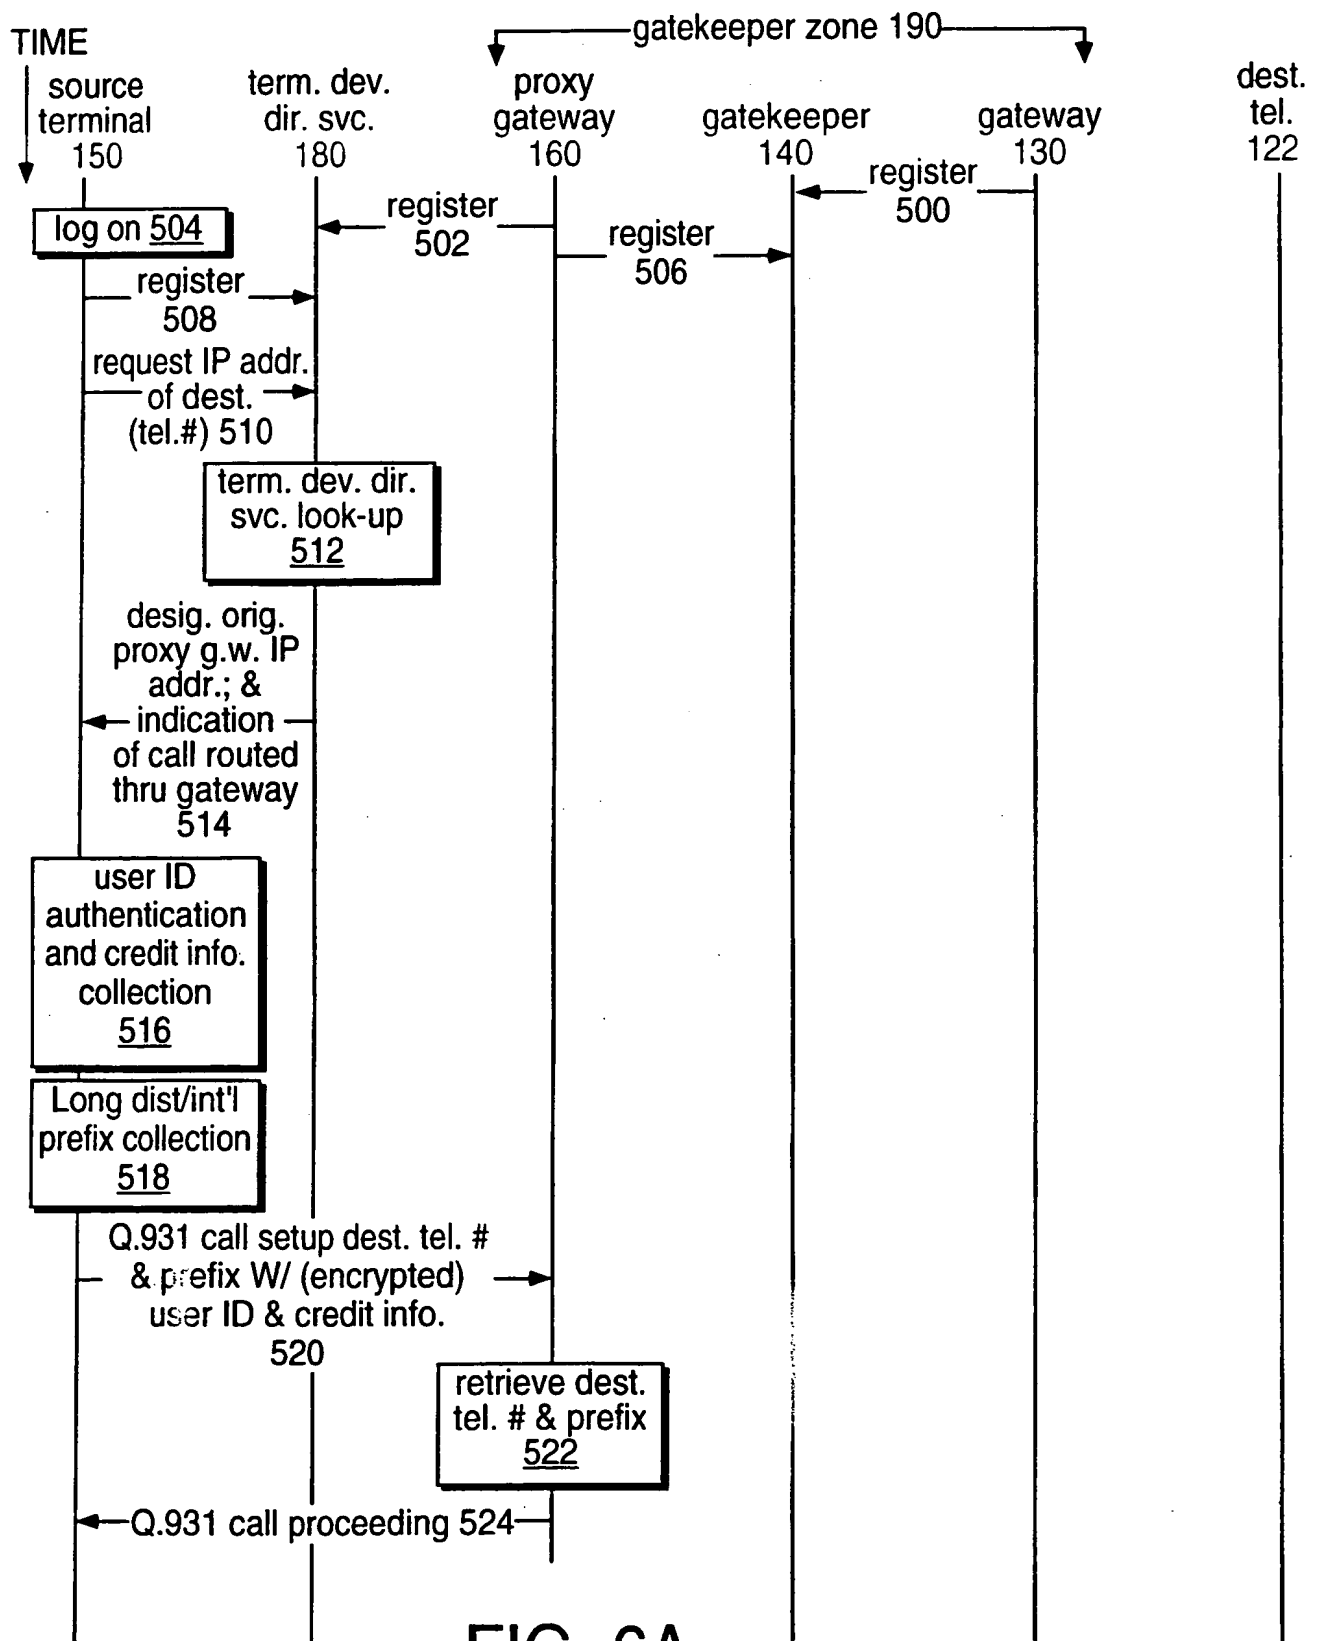 TIME
gatekeeper zone 190
source
terminal
150
term. dev.
dir. svc.
180
proxy
gateway
160
gatekeeper
140
gateway
130
dest.
tel.
122
register
500
log on 504
register
502
register
506
register
508
request IP addr.
of dest.
(tel.#) 510
term. dev. dir.
svc. look-up
512
desig. orig.
proxy g.w. IP
addr.; &
indication
of call routed
thru gateway
514
user ID
authentication
and credit info.
collection
516
Long dist/int'l
prefix collection
518
Q.931 call setup dest. tel. #
& prefix W/ (encrypted)
user ID & credit info.
520
retrieve dest.
tel. # & prefix
522
Q.931 call proceeding 524
FIG. 6A